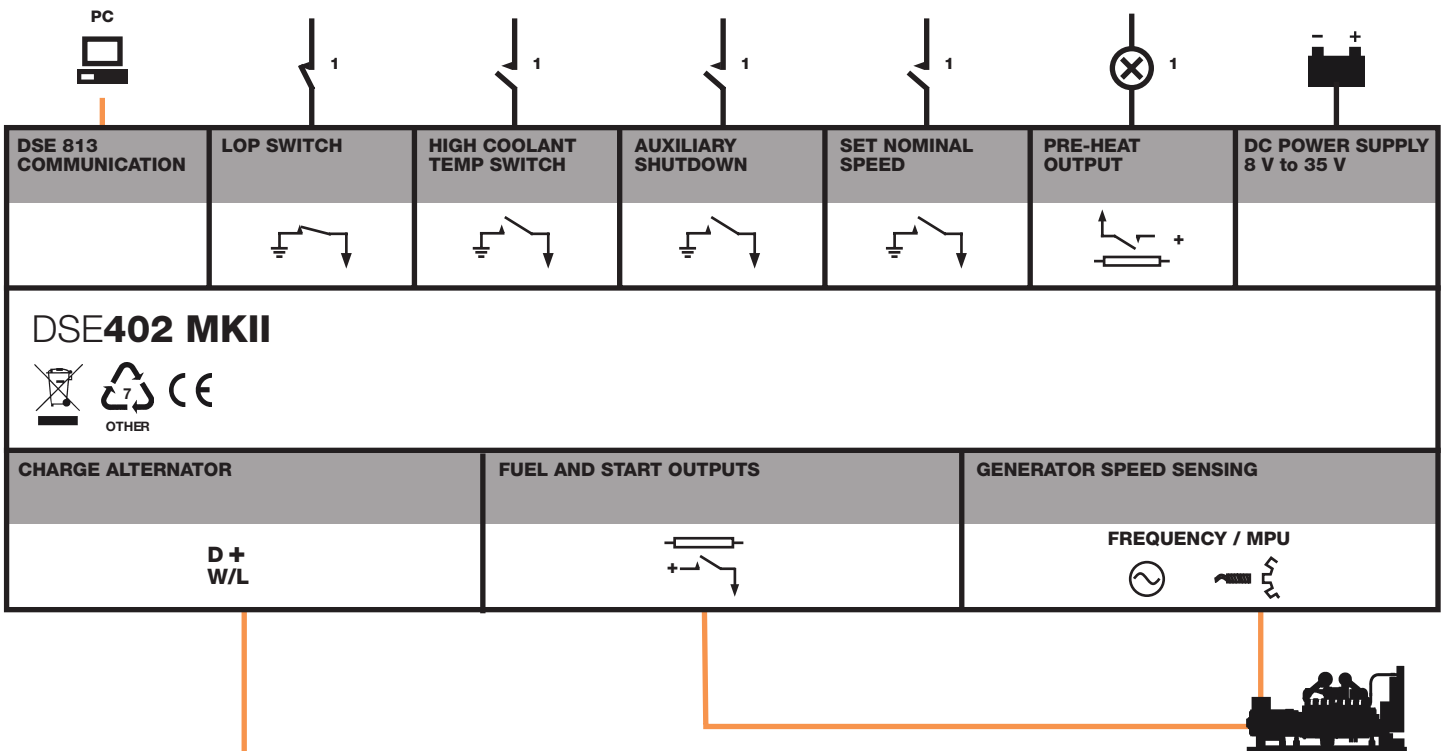 PC
1
1
1
1
1
- +
DSE 813
COMMUNICATION
LOP SWITCH
HIGH COOLANT
TEMP SWITCH
AUXILIARY
SHUTDOWN
SET NOMINAL
SPEED
PRE-HEAT
OUTPUT
DC POWER SUPPLY
8 V to 35 V
+
DSE402 MKII
7
OTHER
CE
CHARGE ALTERNATOR
FUEL AND START OUTPUTS
GENERATOR SPEED SENSING
D +
W/L
+
FREQUENCY / MPU